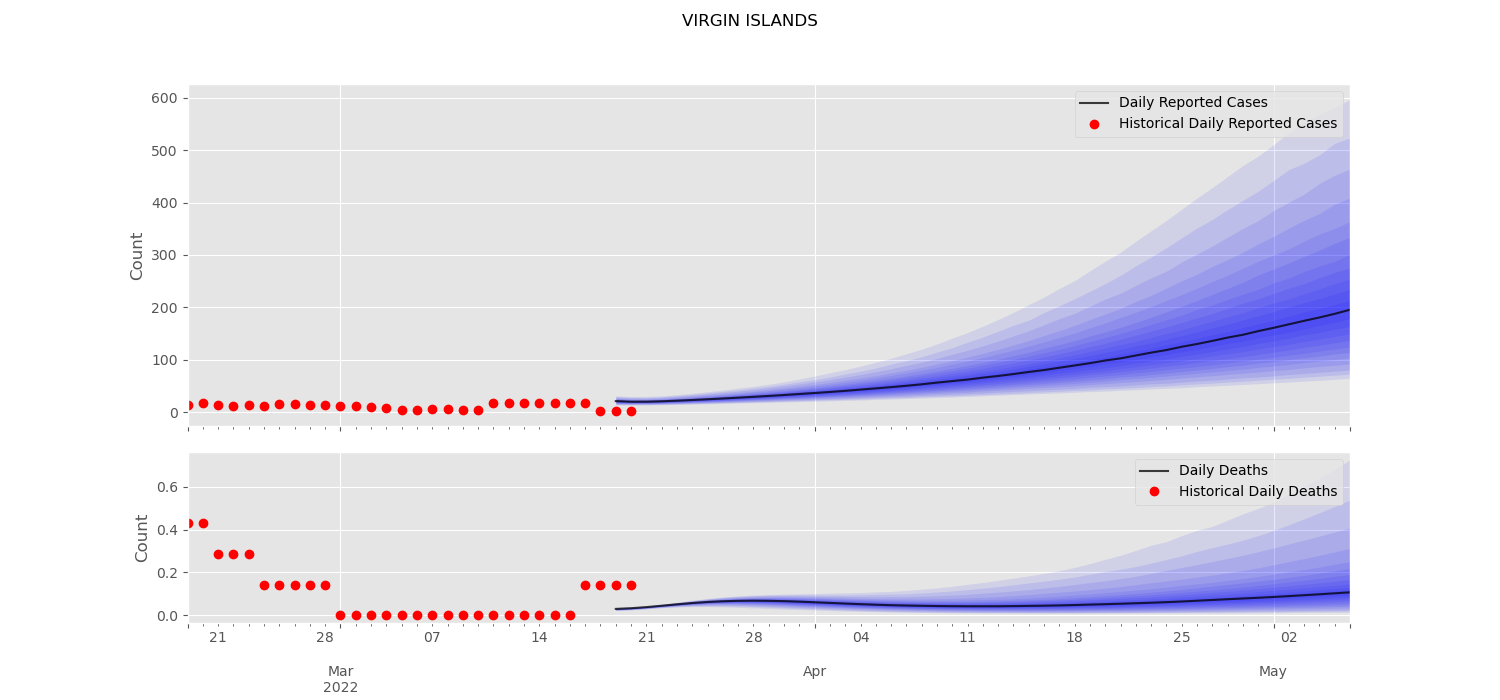 VIRGIN ISLANDS
Count
600
500
400
300
200
100
0
Daily Reported Cases
Historical Daily Reported Cases
Count
0.6
0.4
0.2
0.0
Daily Deaths
Historical Daily Deaths
21 28 07 14 21 28 04 11 18 25 02
Mar Apr May
2022